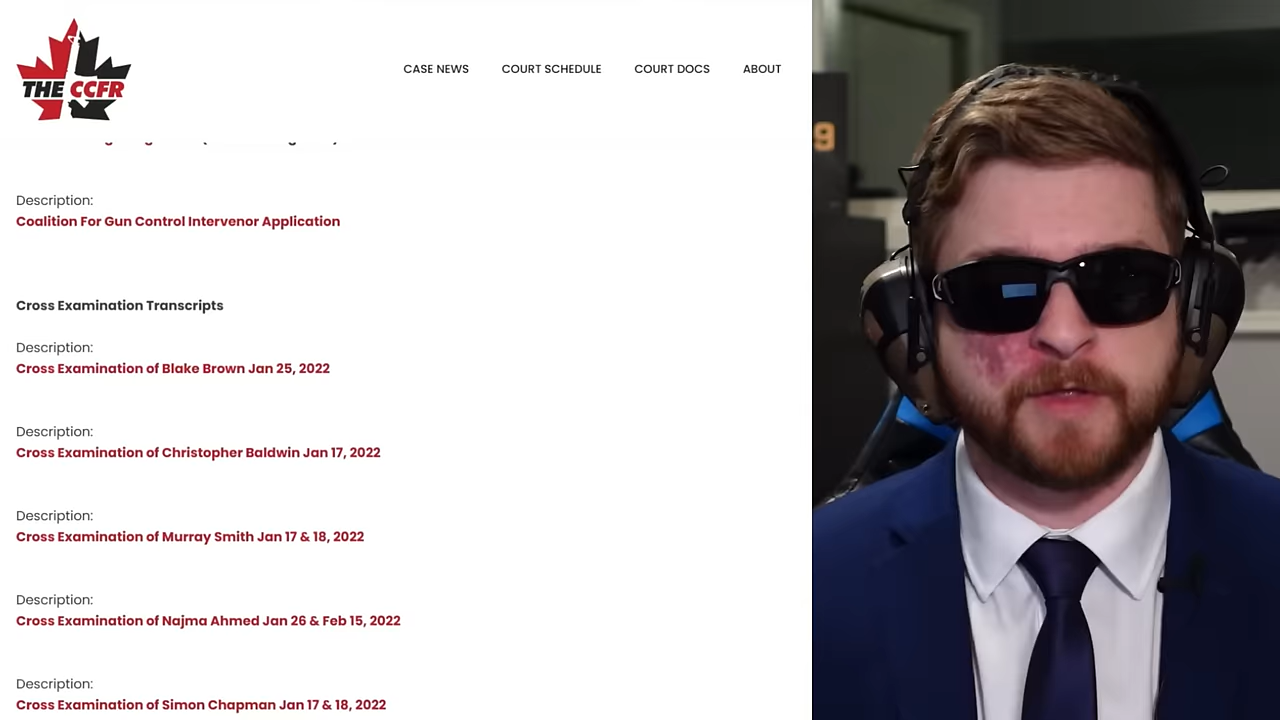 THE CCFR
CASE NEWS
COURT SCHEDULE
COURT DOCS
ABOUT
Description:
Coalition For Gun Control Intervenor Application
Cross Examination Transcripts
Description:
Cross Examination of Blake Brown Jan 25, 2022
Description:
Cross Examination of Christopher Baldwin Jan 17, 2022
Description:
Cross Examination of Murray Smith Jan 17 & 18, 2022
Description:
Cross Examination of Najma Ahmed Jan 26 & Feb 15, 2022
Description:
Cross Examination of Simon Chapman Jan 17 & 18, 2022
9